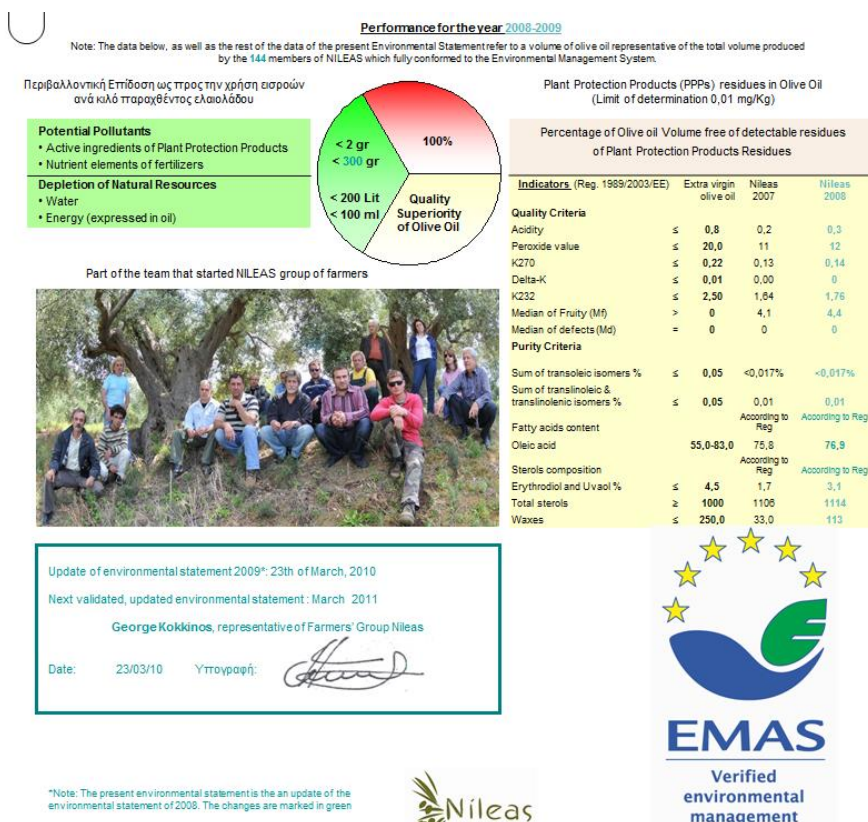 Performance for the year 2008-2009
Note: The data below, as well as the rest of the data of the present Environmental Statement refer to a volume of olive oil representative of the total volume produced
by the 144 members of NILEAS which fully conformed to the Environmental Management System.
Περιβαλλοντική Επίδοση ως προς την χρήση εισροών
ανά κιλό παραχθέντος ελαιολάδου
Potential Pollutants
• Active ingredients of Plant Protection Products
• Nutrient elements of fertilizers
Depletion of Natural Resources
• Water
• Energy (expressed in oil)
< 2 gr
< 300 gr
< 200 Lit
< 100 ml
100%
Quality
Superiority
of Olive Oil
Plant Protection Products (PPPs) residues in Olive Oil
(Limit of determination 0,01 mg/Kg)
Percentage of Olive oil Volume free of detectable residues
of Plant Protection Products Residues
Indicators (Reg. 1989/2003/EE) Extra virgin olive oil Nileas 2007 Nileas 2008
Quality Criteria
Acidity ≤ 0,8 0,2 0,3
Peroxide value ≤ 20,0 11 12
K270 ≤ 0,22 0,13 0,14
Delta-K ≤ 0,01 0,00 0
K232 ≤ 2,50 1,64 1,76
Median of Fruity (Mf) > 0 4,1 4,4
Median of defects (Md) = 0 0 0
Purity Criteria
Sum of transoleic isomers % ≤ 0,05 <0,017% <0,017%
Sum of translinoleic &
translinolenic isomers % ≤ 0,05 0,01 0,01
Fatty acids content According to Reg According to Reg
Oleic acid 55,0-83,0 75,8 76,9
Sterols composition According to Reg According to Reg
Erythrodiol and Uvaol % ≤ 4,5 1,7 3,1
Total sterols ≥ 1000 1106 1114
Waxes ≤ 250,0 33,0 113
Part of the team that started NILEAS group of farmers
Update of environmental statement 2009*: 23th of March, 2010
Next validated, updated environmental statement : March 2011
George Kokkinos, representative of Farmers' Group Nileas
Date: 23/03/10 Υπογραφή:
*Note: The present environmental statement is the an update of the
environmental statement of 2008. The changes are marked in green
Nileas
EMAS
Verified
environmental
management